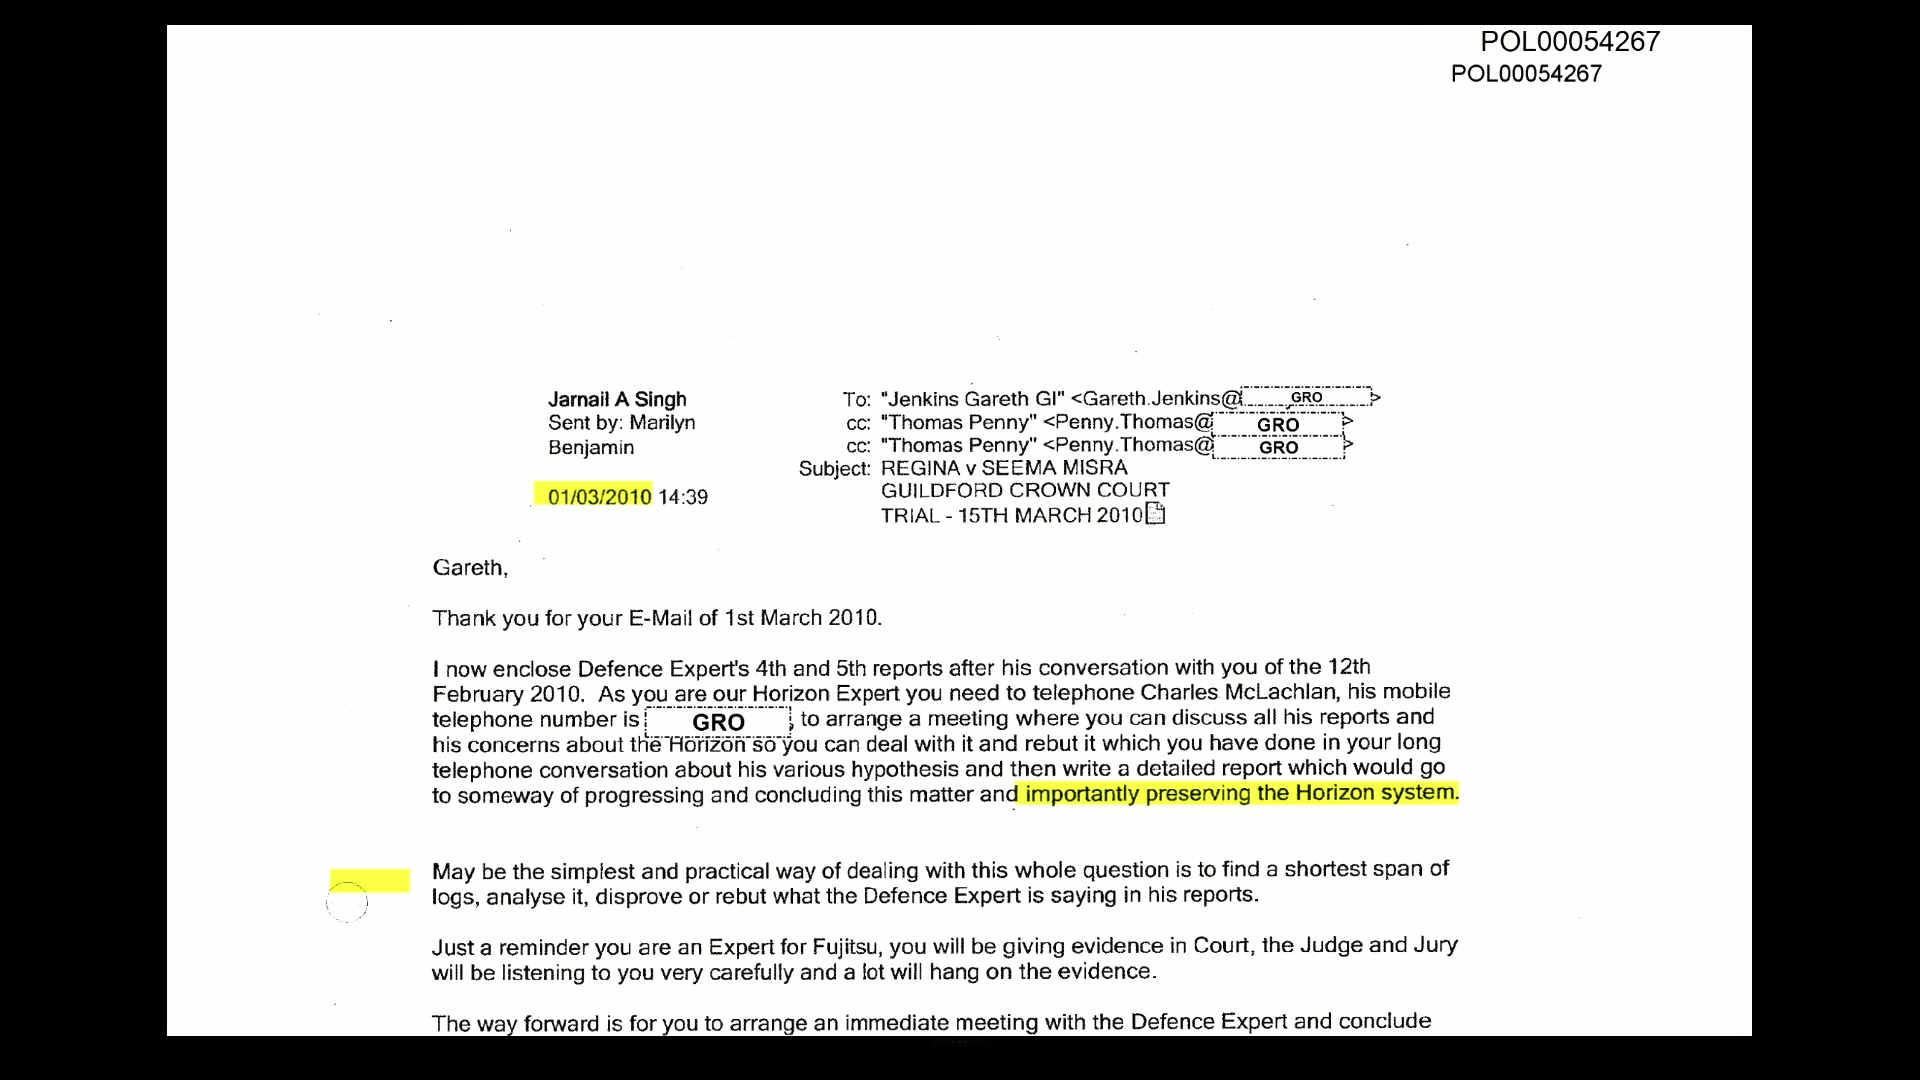 POL00054267
POL00054267
Jarnail A Singh
Sent by: Marilyn
Benjamin
01/03/2010 14:39
To: "Jenkins Gareth GI" <Gareth.Jenkins@ GRO >
cc: "Thomas Penny" <Penny.Thomas@ GRO >
cc: "Thomas Penny" <Penny.Thomas@ GRO >
Subject: REGINA v SEEMA MISRA
GUILDFORD CROWN COURT
TRIAL - 15TH MARCH 2010
Gareth,
Thank you for your E-Mail of 1st March 2010.
I now enclose Defence Expert's 4th and 5th reports after his conversation with you of the 12th
February 2010. As you are our Horizon Expert you need to telephone Charles McLachlan, his mobile
telephone number is GRO , to arrange a meeting where you can discuss all his reports and
his concerns about the Horizon so you can deal with it and rebut it which you have done in your long
telephone conversation about his various hypothesis and then write a detailed report which would go
to someway of progressing and concluding this matter and importantly preserving the Horizon system.
May be the simplest and practical way of dealing with this whole question is to find a shortest span of
logs, analyse it, disprove or rebut what the Defence Expert is saying in his reports.
Just a reminder you are an Expert for Fujitsu, you will be giving evidence in Court, the Judge and Jury
will be listening to you very carefully and a lot will hang on the evidence.
The way forward is for you to arrange an immediate meeting with the Defence Expert and conclude